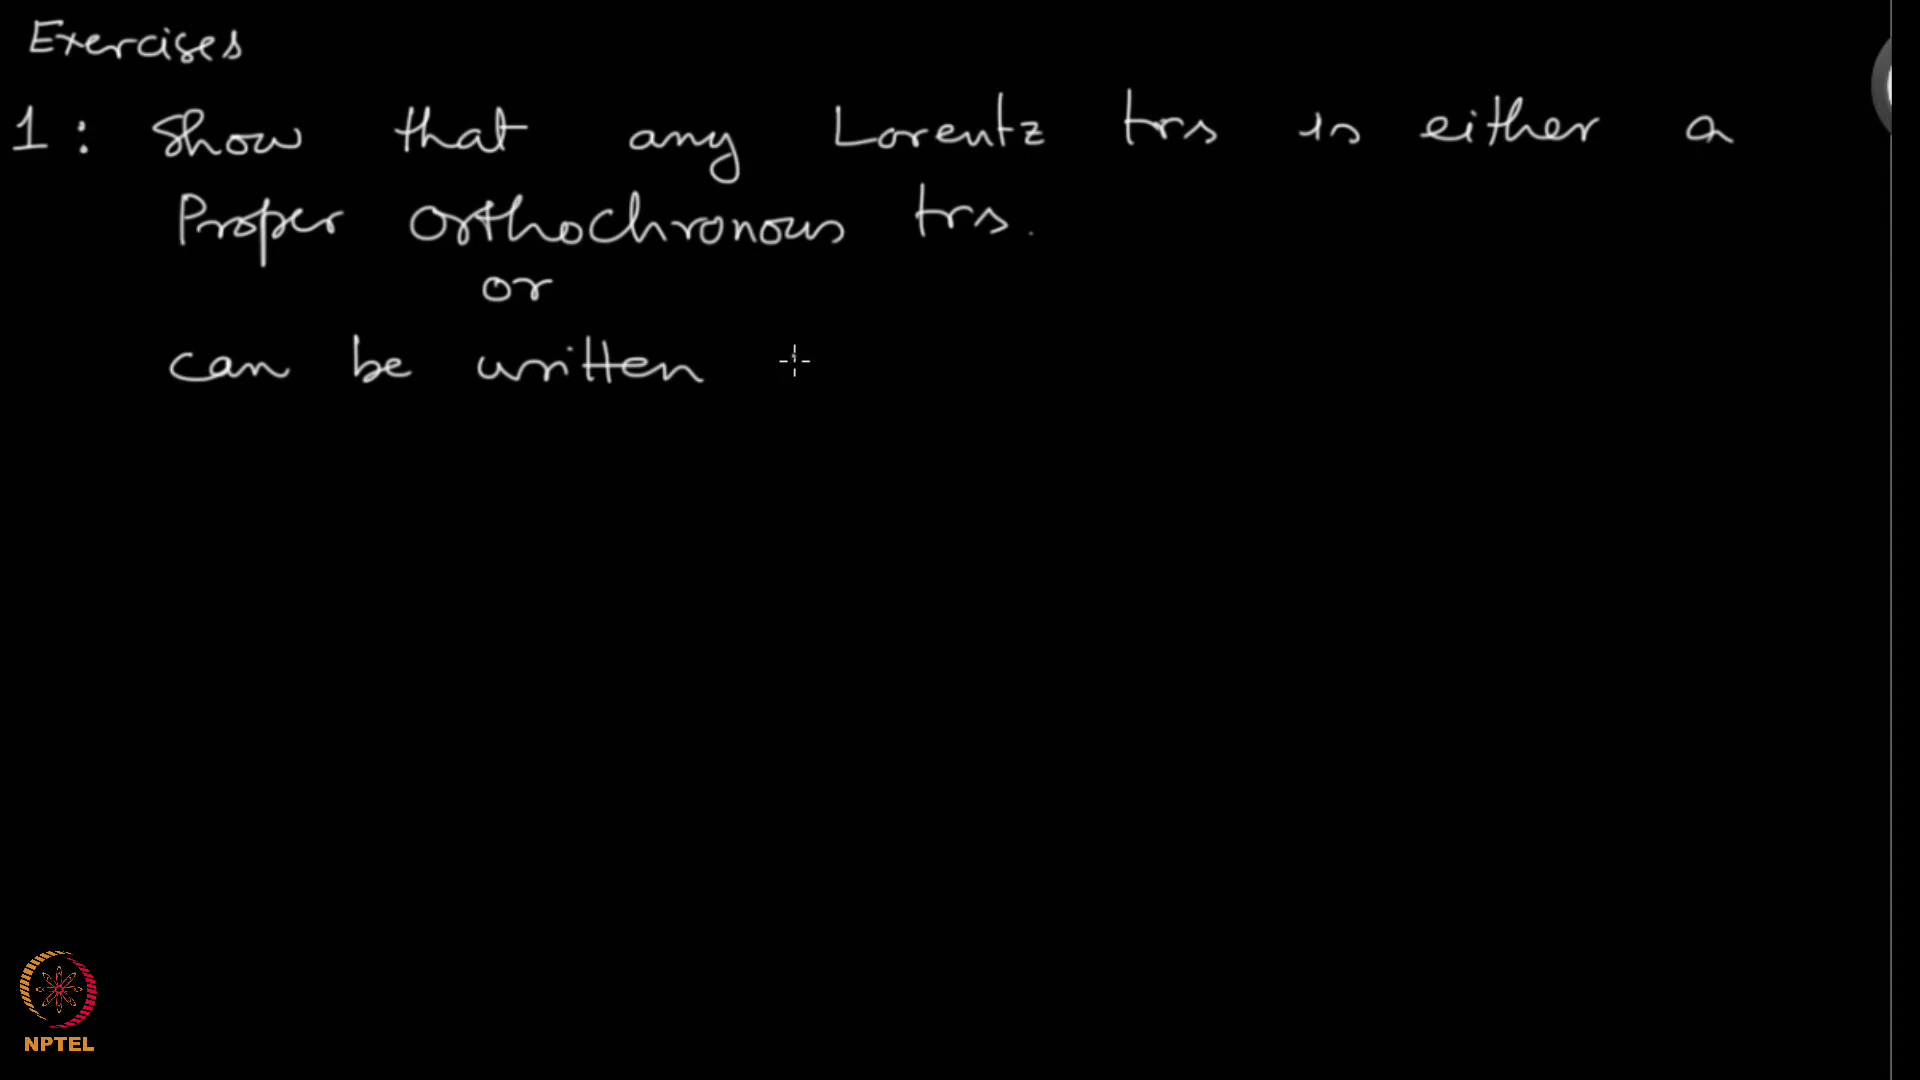 Exercises
1: Show that any Lorentz trs is either a
Proper Orthochronous trs.
or
can be written
NPTEL